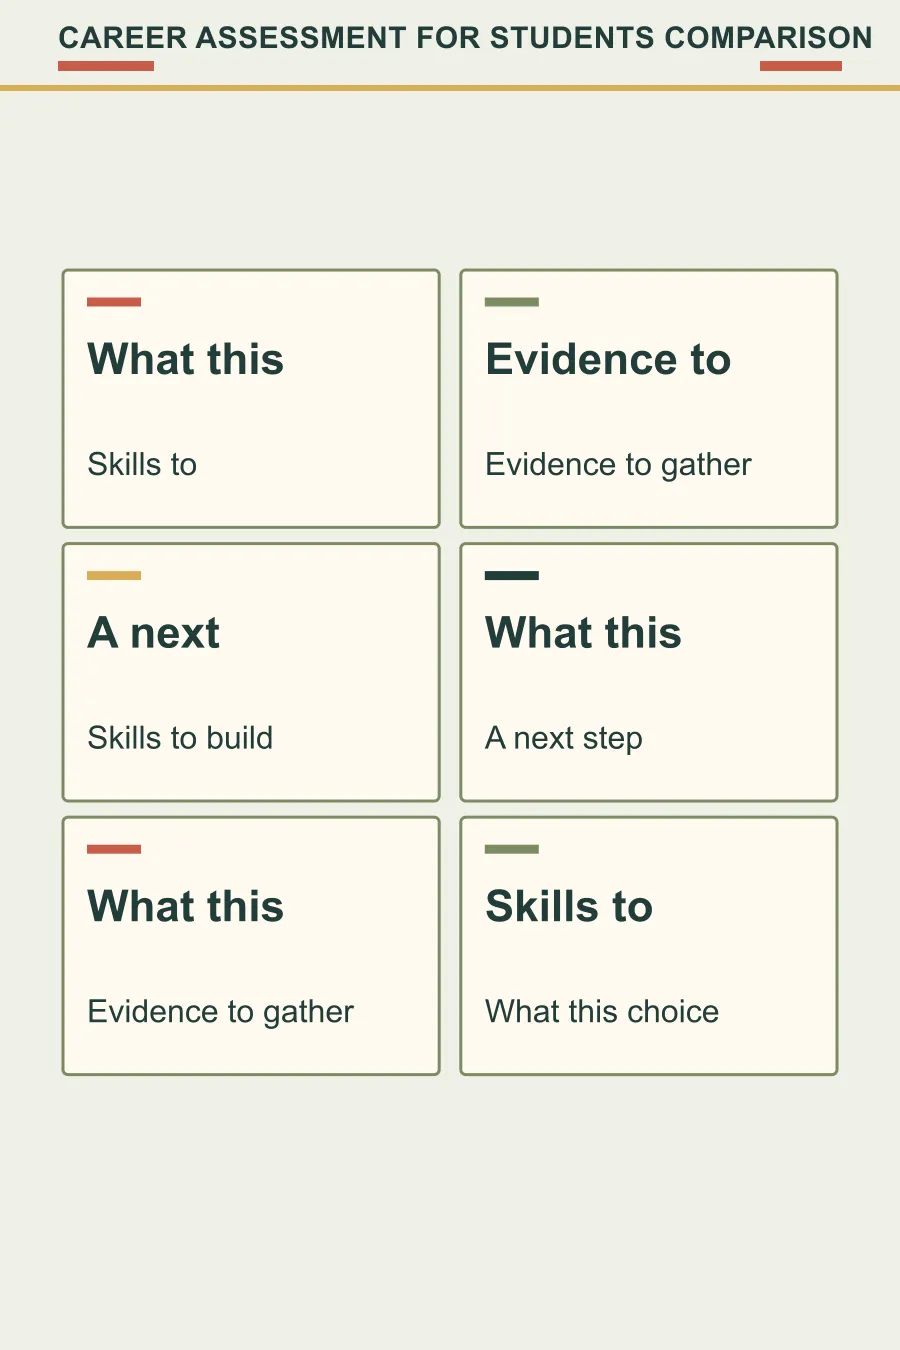 CAREER ASSESSMENT FOR STUDENTS COMPARISON
What this
Skills to
Evidence to
Evidence to gather
A next
Skills to build
What this
A next step
What this
Evidence to gather
Skills to
What this choice